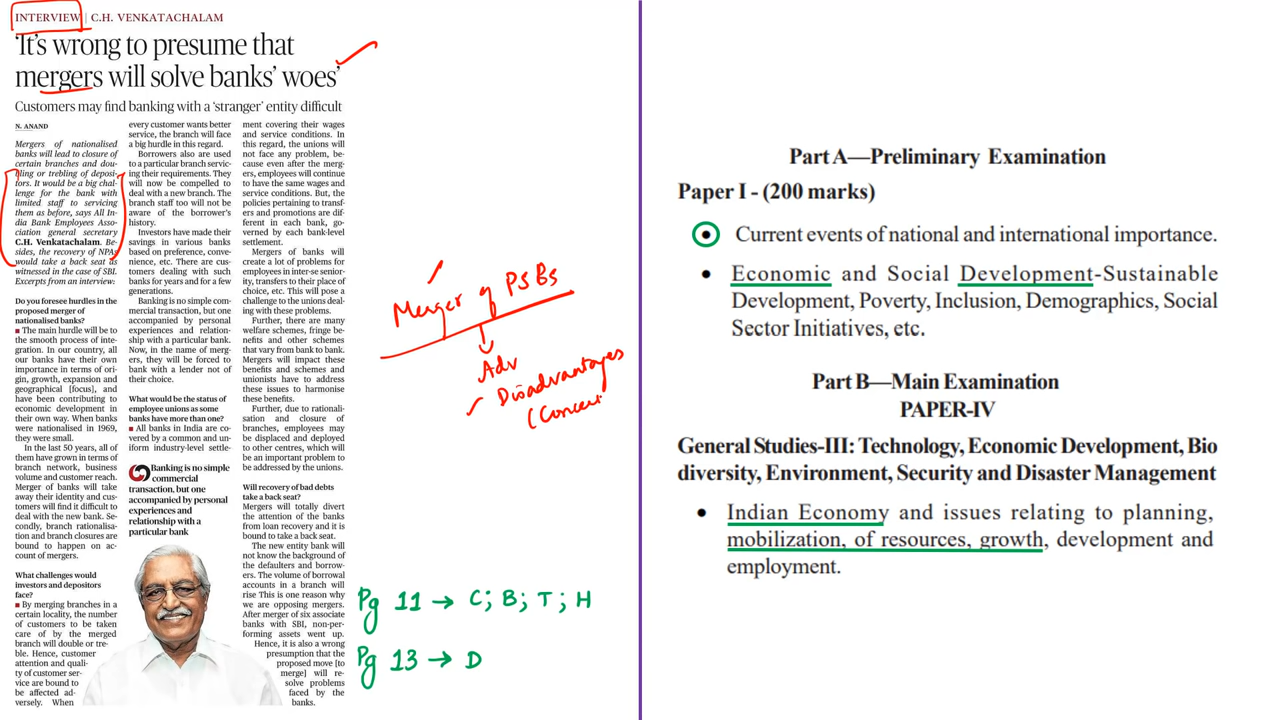 INTERVIEW | C.H. VENKATACHALAM
'It's wrong to presume that
mergers will solve banks' woes'
Customers may find banking with a 'stranger' entity difficult
N. ANAND
Mergers of nationalised
banks will lead to closure of
certain branches and dou-
bling or trebling of deposi-
tors. It would be a big chal-
lenge for the bank with
limited staff to servicing
them as before, says All In-
dia Bank Employees Asso-
ciation general secretary
C.H. Venkatachalam. Be-
sides, the recovery of NPAs
would take a back seat as
witnessed in the case of SBI.
Excerpts from an interview:
Do you foresee hurdles in the
proposed merger of
nationalised banks?
■ The main hurdle will be to
the smooth process of inte-
gration. In our country, all
our banks have their own
importance in terms of ori-
gin, growth, expansion and
geographical [focus], and
have been contributing to
economic development in
their own way. When banks
were nationalised in 1969,
they were small.
In the last 50 years, all of
them have grown in terms of
branch network, business
volume and customer reach.
Merger of banks will take
away their identity and cus-
tomers will find it difficult to
deal with the new bank. Se-
condly, branch rationalisa-
tion and branch closures are
bound to happen on ac-
count of mergers.
What challenges would
investors and depositors
face?
■ By merging branches in a
certain locality, the number
of customers to be taken
care of by the merged
branch will double or tre-
ble. Hence, customer
attention and quali-
ty of customer ser-
vice are bound to
be affected ad-
versely. When
every customer wants better
service, the branch will face
a big hurdle in this regard.
Borrowers also are used
to a particular branch servic-
ing their requirements. They
will now be compelled to
deal with a new branch. The
branch staff too will not be
aware of the borrower's
history.
Investors have made their
savings in various banks
based on preference, conve-
nience, etc. There are cus-
tomers dealing with such
banks for years and for a few
generations.
Banking is no simple com-
mercial transaction, but one
accompanied by personal
experiences and relation-
ship with a particular bank.
Now, in the name of merg-
ers, they will be forced to
bank with a lender not of
their choice.
What would be the status of
employee unions as some
banks have more than one?
■ All banks in India are co-
vered by a common and un-
iform industry-level settle-
Banking is no simple
commercial
transaction, but one
accompanied by personal
experiences and
relationship with a
particular bank
ment covering their wages
and service conditions. In
this regard, the unions will
not face any problem, be-
cause even after the merg-
ers, employees will continue
to have the same wages and
service conditions. But, the
policies pertaining to transf-
ers and promotions are dif-
ferent in each bank, go-
verned by each bank-level
settlement.
Mergers of banks will
create a lot of problems for
employees in inter-se senior-
ity, transfers to their place of
choice, etc. This will pose a
challenge to the unions deal-
ing with these problems.
Further, there are many
welfare schemes, fringe be-
nefits and other schemes
that vary from bank to bank.
Mergers will impact these
benefits and schemes and
unionists have to address
these issues to harmonise
these benefits.
Further, due to rationali-
sation and closure of
branches, employees may
be displaced and deployed
to other centres, which will
be an important problem to
be addressed by the unions.
Will recovery of bad debts
take a back seat?
■ Mergers will totally divert
the attention of the banks
from loan recovery and it is
bound to take a back seat.
The new entity bank will
not know the background of
the defaulters and borrow-
ers. The volume of borrowal
accounts in a branch will
rise This is one reason why
we are opposing mergers.
After merger of six associate
banks with SBI, non-per-
forming assets went up.
Hence, it is also a wrong
presumption that the
proposed move [to
merge] will re-
solve problems
faced by the
banks.
Merger of PSBs
Adv
Disadvantages
(Concer
Pg 11 → C; B; T; H
Pg 13 → D
Part A—Preliminary Examination
Paper I - (200 marks)
● Current events of national and international importance.
● Economic and Social Development-Sustainable
Development, Poverty, Inclusion, Demographics, Social
Sector Initiatives, etc.
Part B—Main Examination
PAPER-IV
General Studies-III: Technology, Economic Development, Bio
diversity, Environment, Security and Disaster Management
● Indian Economy and issues relating to planning,
mobilization, of resources, growth, development and
employment.